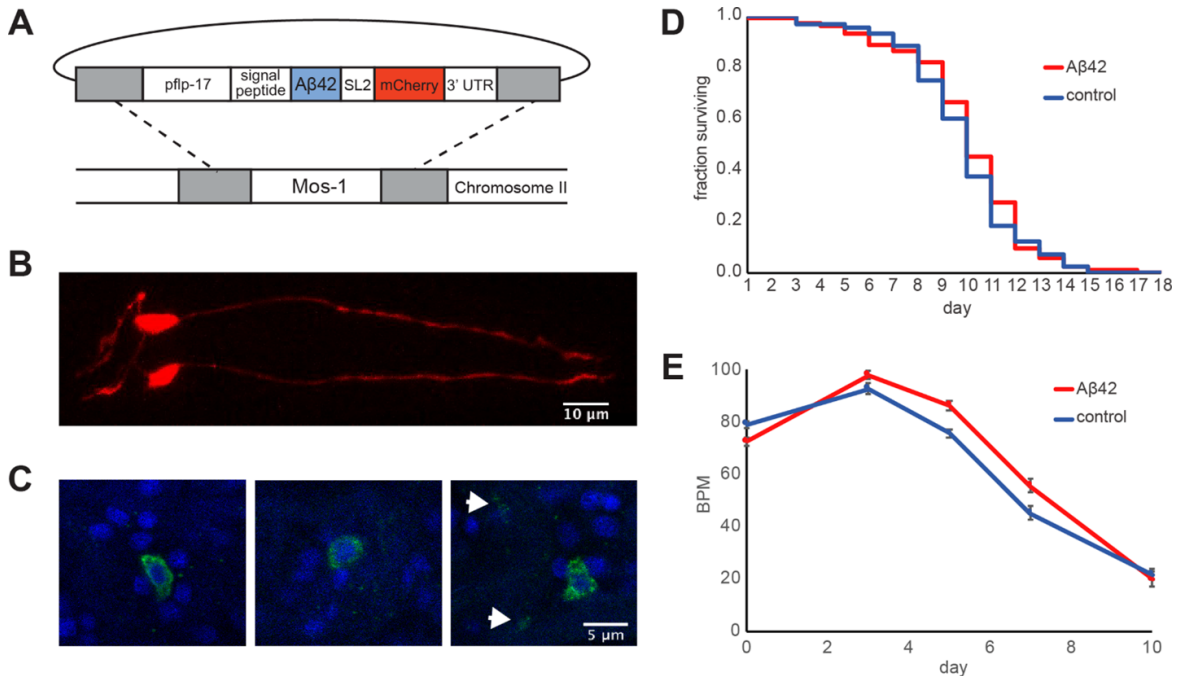 A
pflp-17
signal
peptide
Aβ42
SL2
mCherry
3' UTR
Mos-1
Chromosome II
B
10 μm
C
5 μm
D
fraction surviving
1.0
0.8
0.6
0.4
0.2
0.0
1 2 3 4 5 6 7 8 9 10 11 12 13 14 15 16 17 18
day
Aβ42
control
E
BPM
100
80
60
40
20
0
0 2 4 6 8 10
day
Aβ42
control